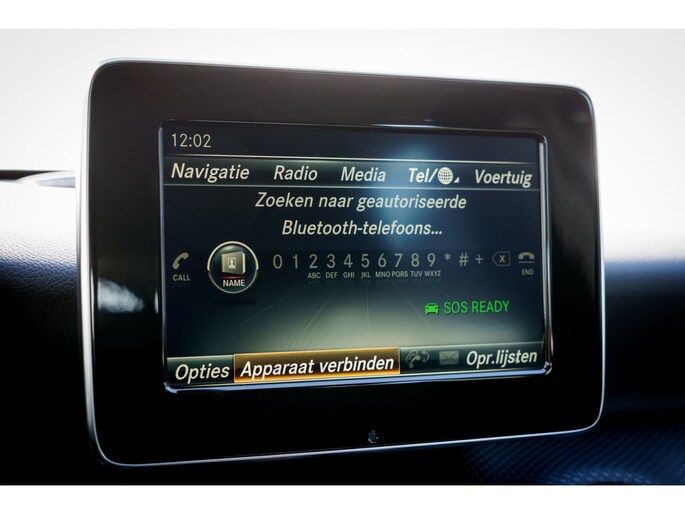 12:02
Navigatie Radio Media Tel/ Voertuig
Zoeken naar geautoriseerde
Bluetooth-telefoons...
CALL NAME 0 1 2 3 4 5 6 7 8 9 * # + END
ABC DEF GHI JKL MNO PQRS TUV WXYZ
SOS READY
Opties Apparaat verbinden Opr.lijsten